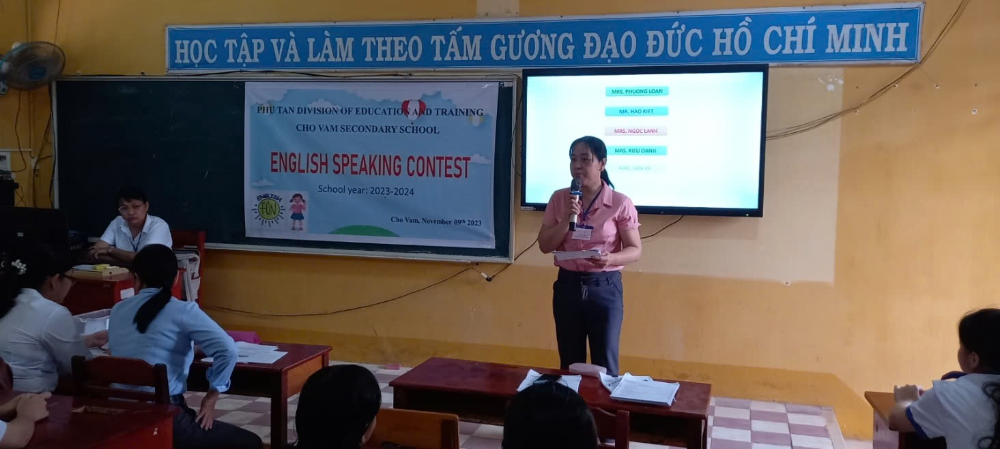 HỌC TẬP VÀ LÀM THEO TẤM GƯƠNG ĐẠO ĐỨC HỒ CHÍ MINH
PHU TAN DIVISION OF EDUCATION AND TRAINING
CHO VAM SECONDARY SCHOOL
ENGLISH SPEAKING CONTEST
School year: 2023-2024
ENGLISH
FUN
Cho Vam, November 09th 2023
MRS. PHUONG LOAN
MR. HAO KIET
MRS. NGOC LANH
MRS. KIEU OANH